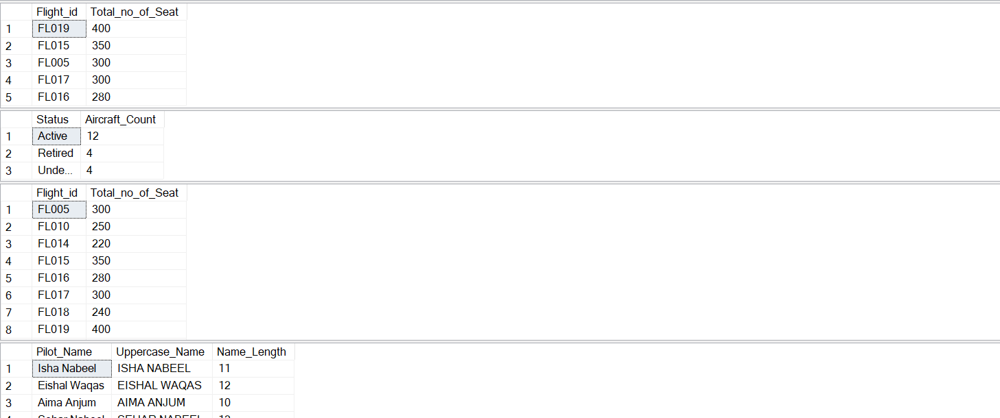 Flight_id Total_no_of_Seat
1 FL019 400
2 FL015 350
3 FL005 300
4 FL017 300
5 FL016 280
Status Aircraft_Count
1 Active 12
2 Retired 4
3 Unde... 4
Flight_id Total_no_of_Seat
1 FL005 300
2 FL010 250
3 FL014 220
4 FL015 350
5 FL016 280
6 FL017 300
7 FL018 240
8 FL019 400
Pilot_Name Uppercase_Name Name_Length
1 Isha Nabeel ISHA NABEEL 11
2 Eishal Waqas EISHAL WAQAS 12
3 Aima Anjum AIMA ANJUM 10
Sehar Nabeel SEHAR NABEEL 12